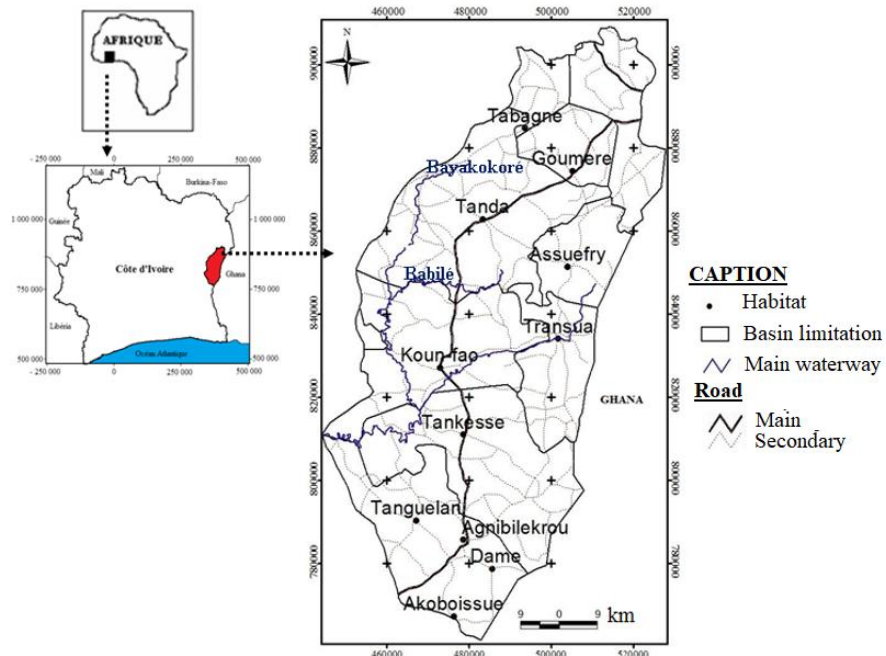 AFRIQUE
- 250 000 0 250 000 500 000
Mali
Burkina-Faso
Guinée
1 000 000
1 000 000
Côte d'Ivoire
Ghana
750 000
750 000
Libéria
Océan Atlantique
500 000
500 000
-250 000 0 250 000 500 000
460000 480000 500000 520000
N
900000
900000
Tabagne
880000
880000
Goumere
Bayakokoré
Tanda
860000
860000
Assuefry
Babilé
840000
840000
Transua
Koun-fao
820000
820000
GHANA
Tankesse
800000
800000
Tanguelan
Agnibilekrou
780000
780000
Dame
Akoboissue
9 0 9 km
460000 480000 500000 520000
CAPTION
Habitat
Basin limitation
Main waterway
Road
Main
Secondary